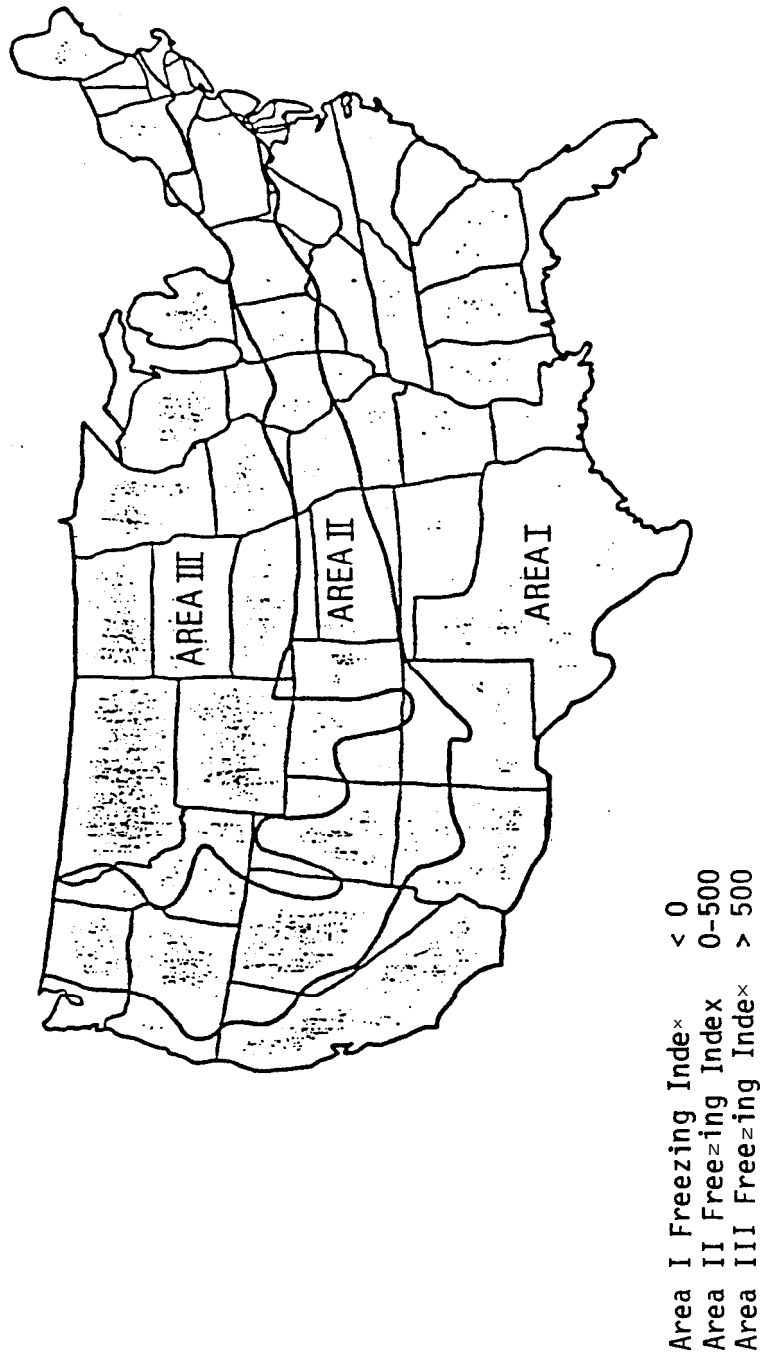 AREA III
AREA II
AREA I
Area I Freezing Index < 0
Area II Freezing Index 0-500
Area III Freezing Index > 500